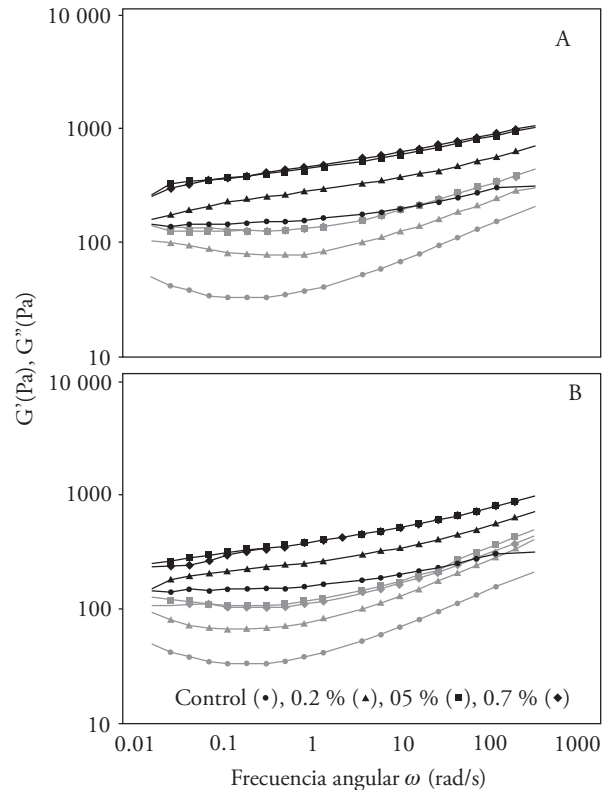 10 000
A
1000
100
10
G'(Pa), G"(Pa)
10 000
B
1000
100
10
Control (●), 0.2 % (▲), 05 % (■), 0.7 % (◆)
0.01 0.1 1 10 100 1000
Frecuencia angular ω (rad/s)